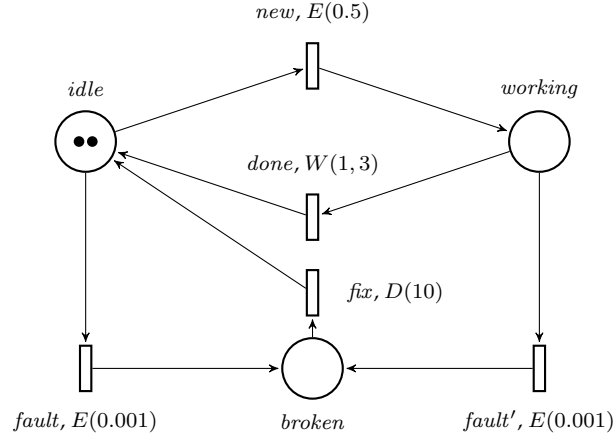 new, E(0.5)
idle
working
done, W(1, 3)
fix, D(10)
fault, E(0.001)
broken
fault′, E(0.001)